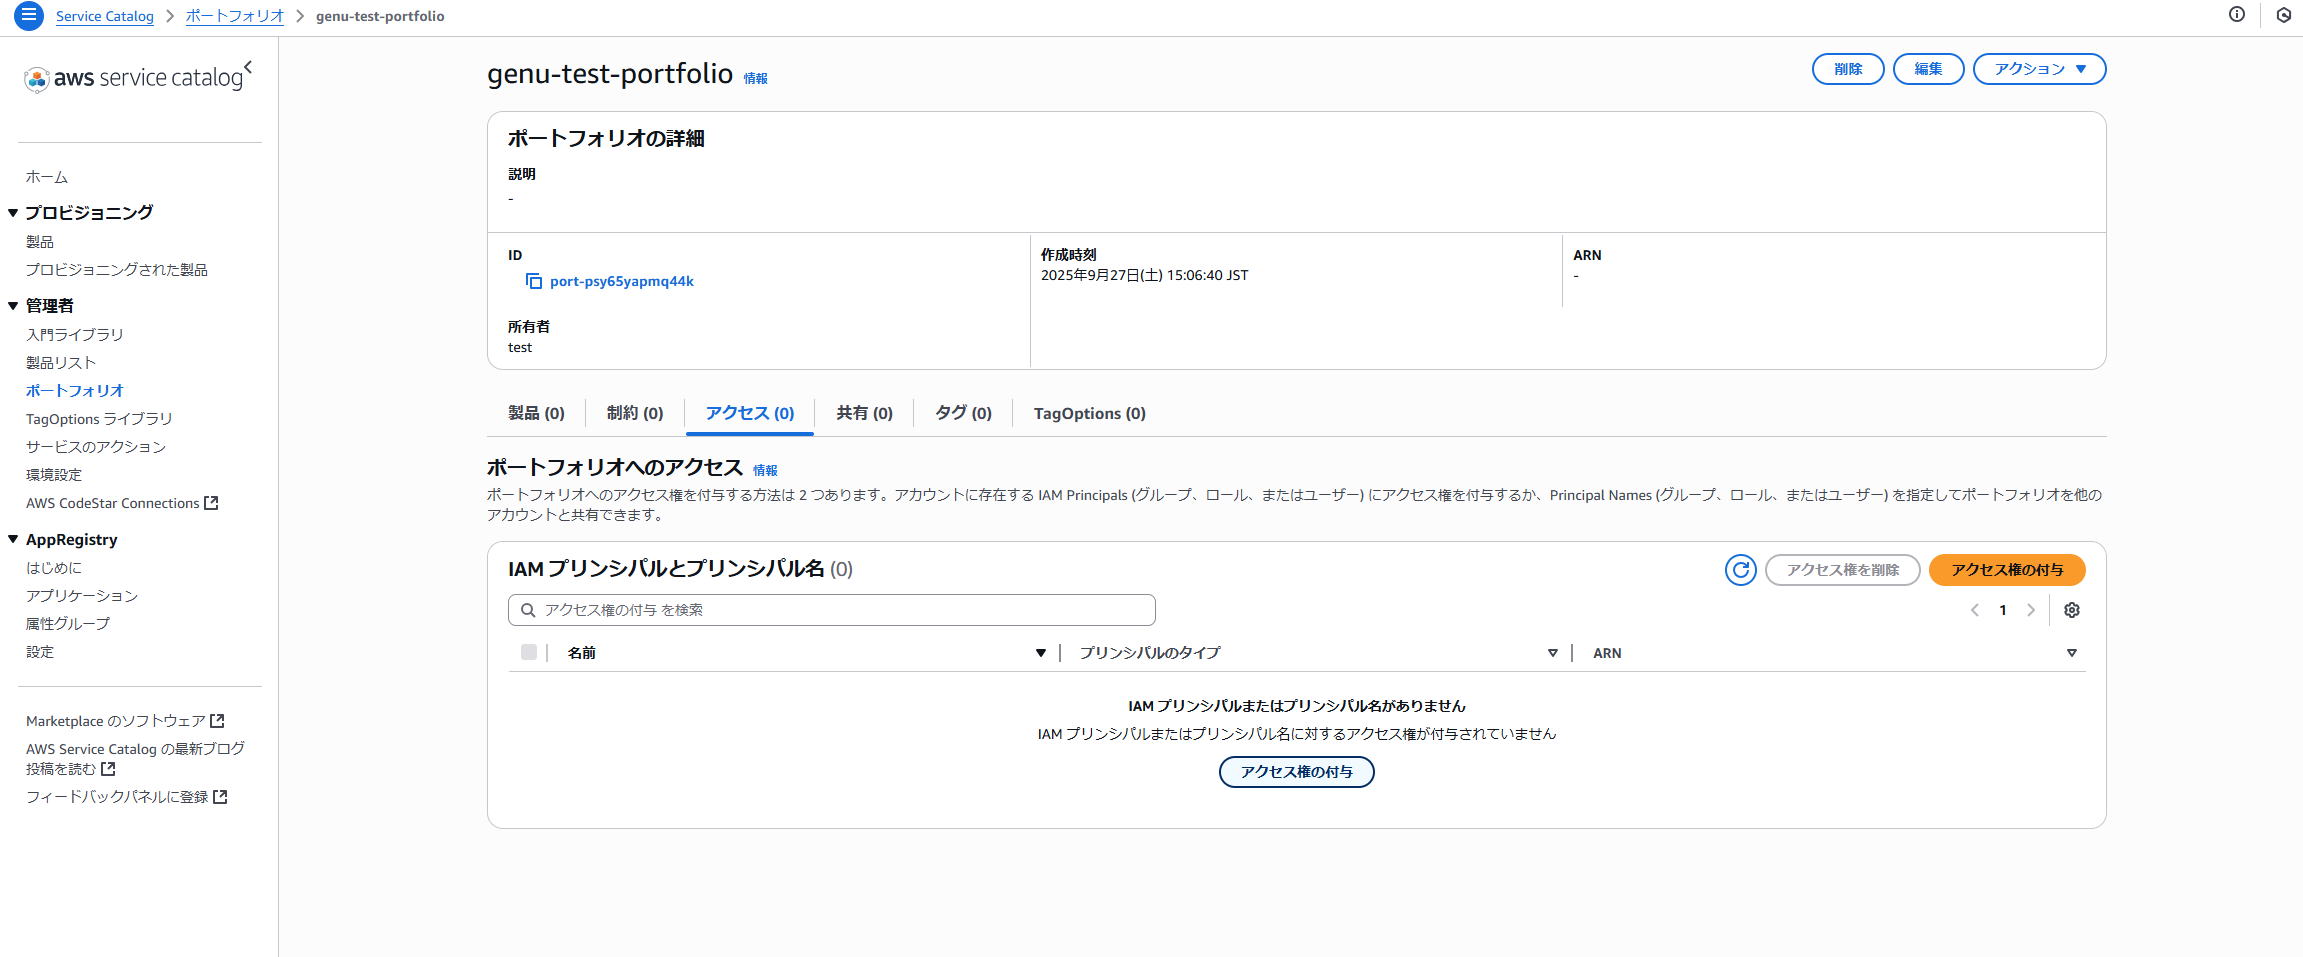 Service Catalog > ポートフォリオ > genu-test-portfolio
aws service catalog
ホーム
プロビジョニング
製品
プロビジョニングされた製品
管理者
入門ライブラリ
製品リスト
ポートフォリオ
TagOptions ライブラリ
サービスのアクション
環境設定
AWS CodeStar Connections
AppRegistry
はじめに
アプリケーション
属性グループ
設定
Marketplace のソフトウェア
AWS Service Catalog の最新ブログ
投稿を読む
フィードバックパネルに登録
genu-test-portfolio 情報
削除 編集 アクション
ポートフォリオの詳細
説明
-
ID
port-psy65yapmq44k
所有者
test
作成時刻
2025年9月27日(土) 15:06:40 JST
ARN
-
製品 (0) 制約 (0) アクセス (0) 共有 (0) タグ (0) TagOptions (0)
ポートフォリオへのアクセス 情報
ポートフォリオへのアクセス権を付与する方法は 2 つあります。アカウントに存在する IAM Principals (グループ、ロール、またはユーザー) にアクセス権を付与するか、Principal Names (グループ、ロール、またはユーザー) を指定してポートフォリオを他の
アカウントと共有できます。
IAM プリンシパルとプリンシパル名 (0)
アクセス権を削除 アクセス権の付与
アクセス権の付与 を検索
1
名前 プリンシパルのタイプ ARN
IAM プリンシパルまたはプリンシパル名がありません
IAM プリンシパルまたはプリンシパル名に対するアクセス権が付与されていません
アクセス権の付与